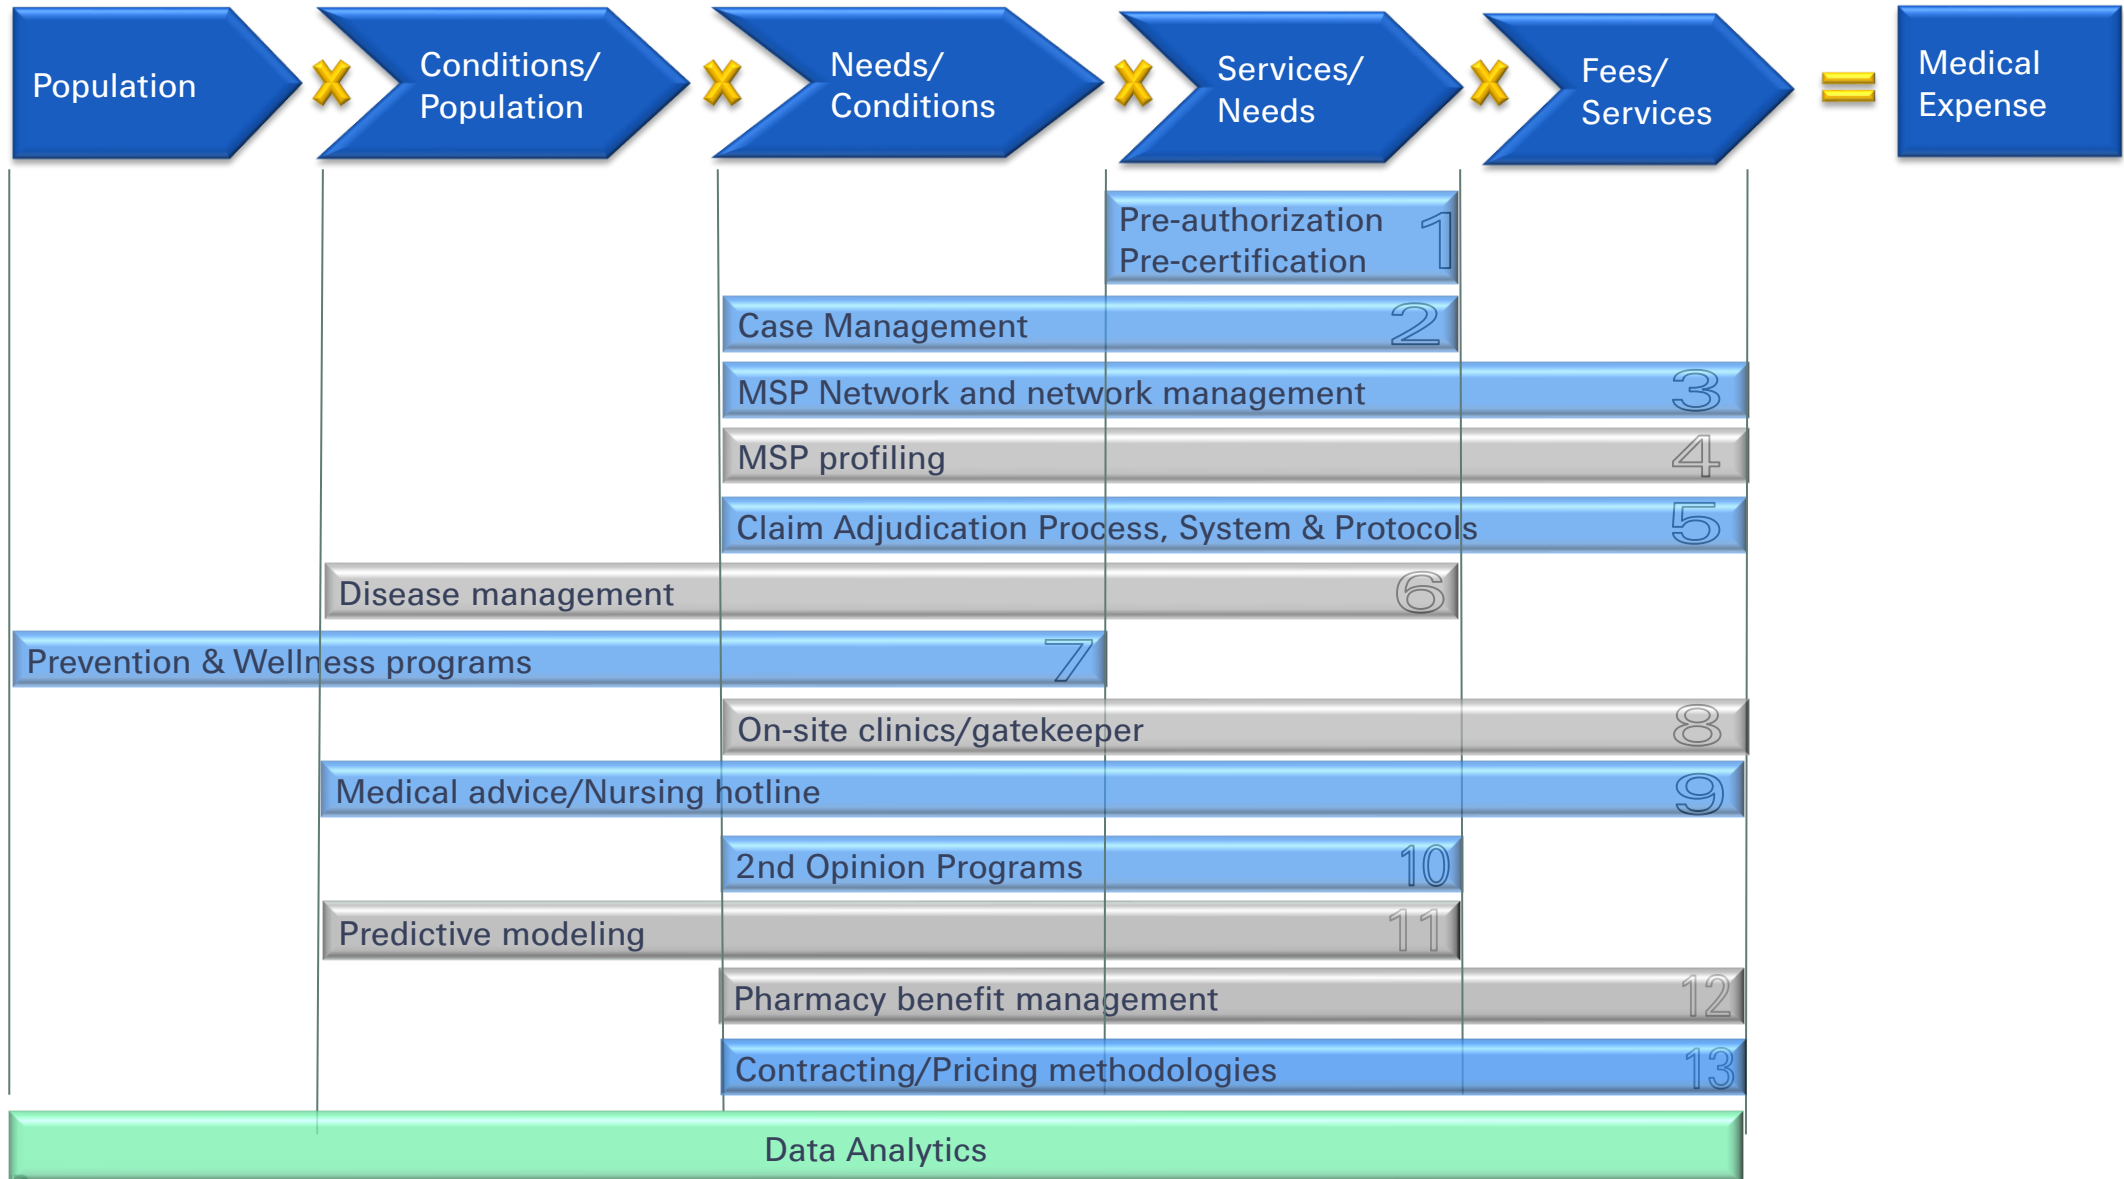 Population
×
Conditions/
Population
×
Needs/
Conditions
×
Services/
Needs
×
Fees/
Services
=
Medical
Expense
Pre-authorization
Pre-certification
1
Case Management 2
MSP Network and network management 3
MSP profiling 4
Claim Adjudication Process, System & Protocols 5
Disease management 6
Prevention & Wellness programs 7
On-site clinics/gatekeeper 8
Medical advice/Nursing hotline 9
2nd Opinion Programs 10
Predictive modeling 11
Pharmacy benefit management 12
Contracting/Pricing methodologies 13
Data Analytics